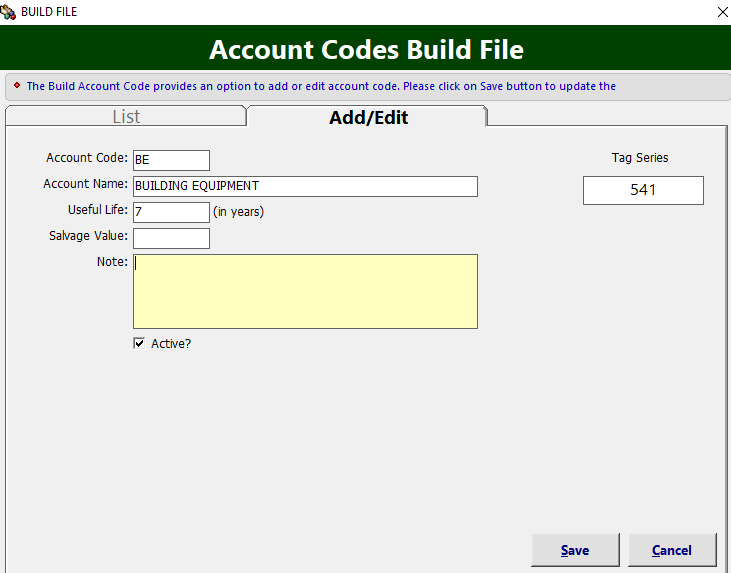 BUILD FILE
Account Codes Build File
The Build Account Code provides an option to add or edit account code. Please click on Save button to update the
List
Add/Edit
Account Code: BE
Tag Series
Account Name: BUILDING EQUIPMENT
541
Useful Life: 7 (in years)
Salvage Value:
Note:
Active?
Save
Cancel